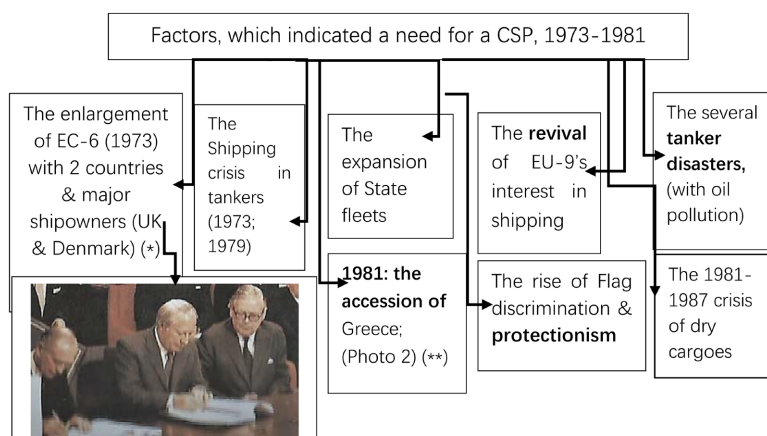 Factors, which indicated a need for a CSP, 1973-1981
The enlargement
of EC-6 (1973)
with 2 countries
& major
shipowners (UK
& Denmark) (*)
The
Shipping
crisis in
tankers
(1973;
1979)
The
expansion
of State
fleets
The revival
of EU-9's
interest in
shipping
The several
tanker
disasters,
(with oil
pollution)
1981: the
accession of
Greece;
(Photo 2) (**)
The rise of Flag
discrimination &
protectionism
The 1981-
1987 crisis
of dry
cargoes